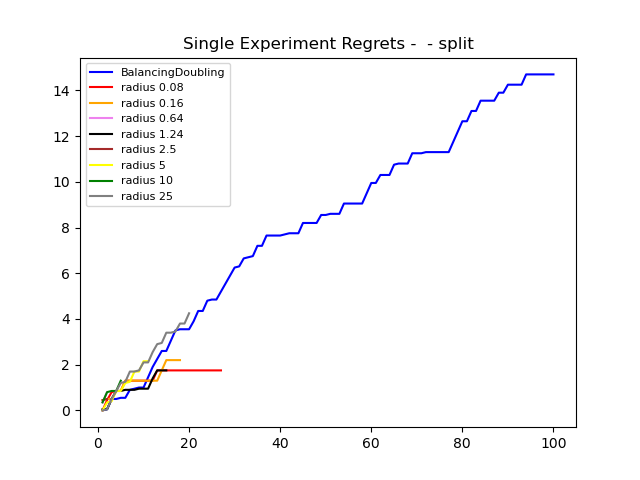 Single Experiment Regrets -  - split
BalancingDoubling
radius 0.08
radius 0.16
radius 0.64
radius 1.24
radius 2.5
radius 5
radius 10
radius 25
14
12
10
8
6
4
2
0
0 20 40 60 80 100